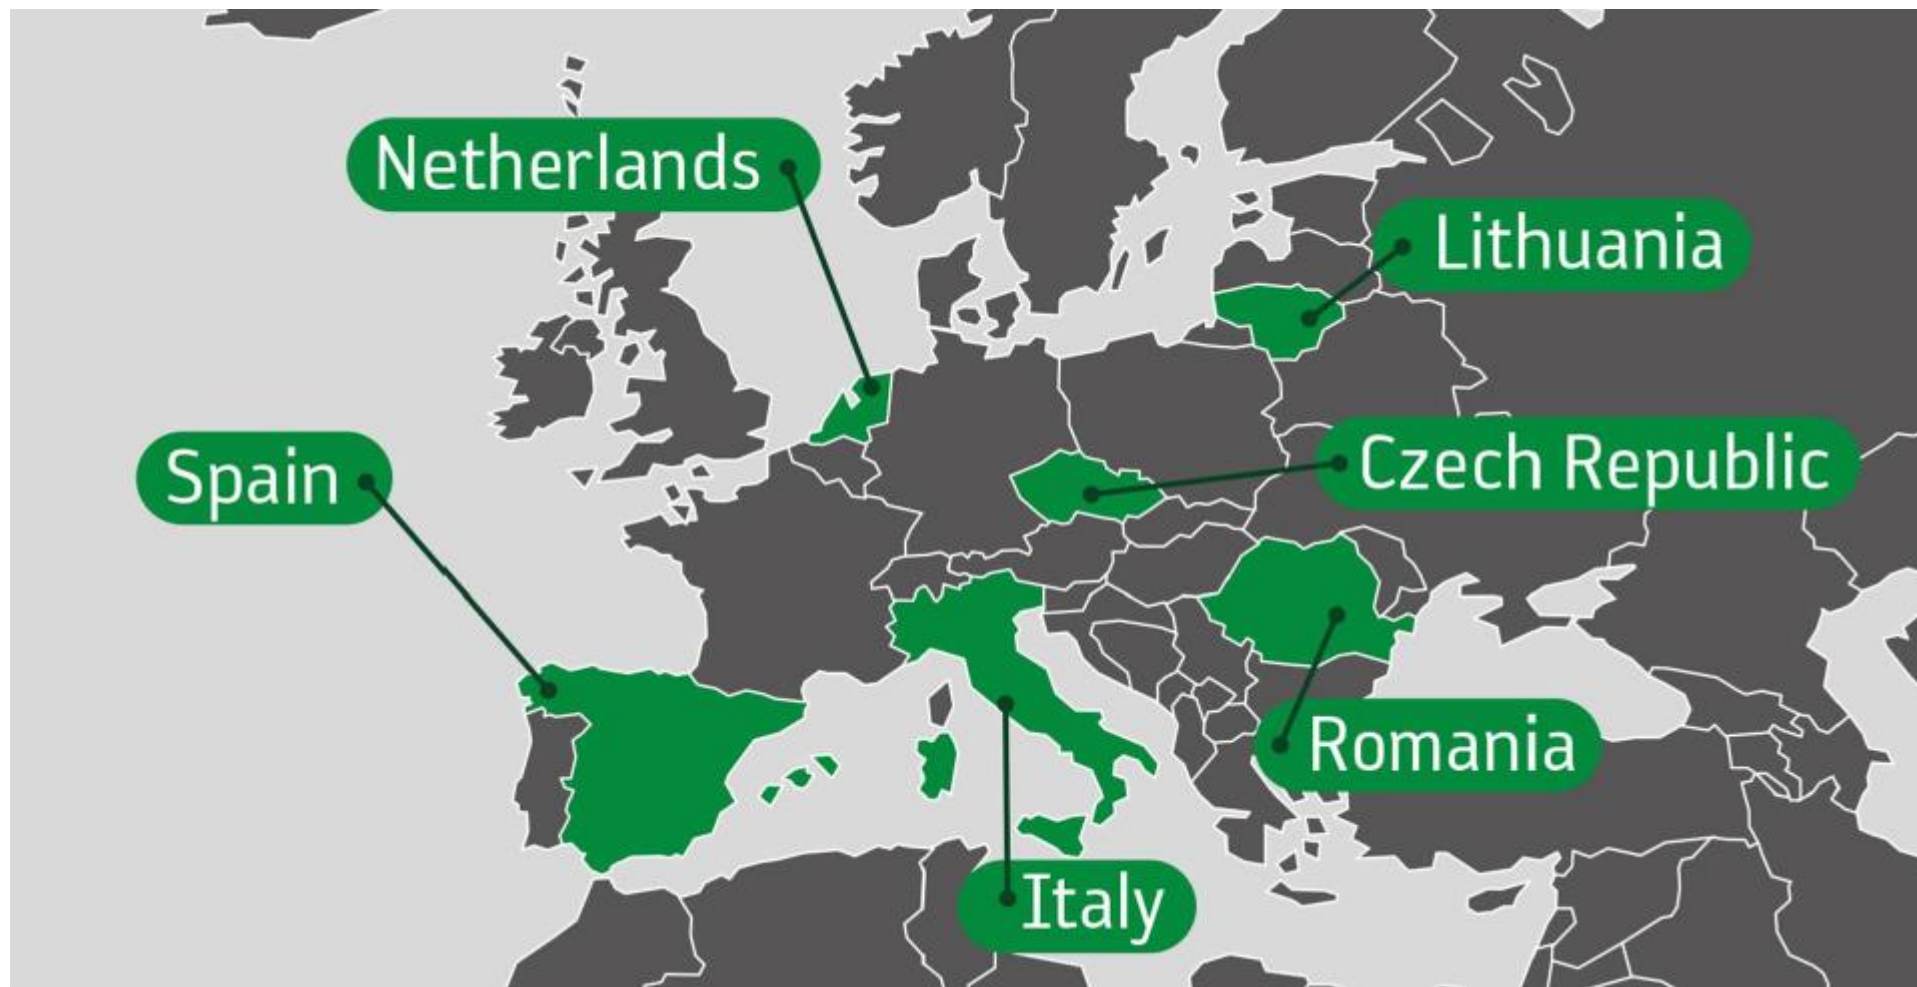 Netherlands
Lithuania
Spain
Czech Republic
Romania
Italy